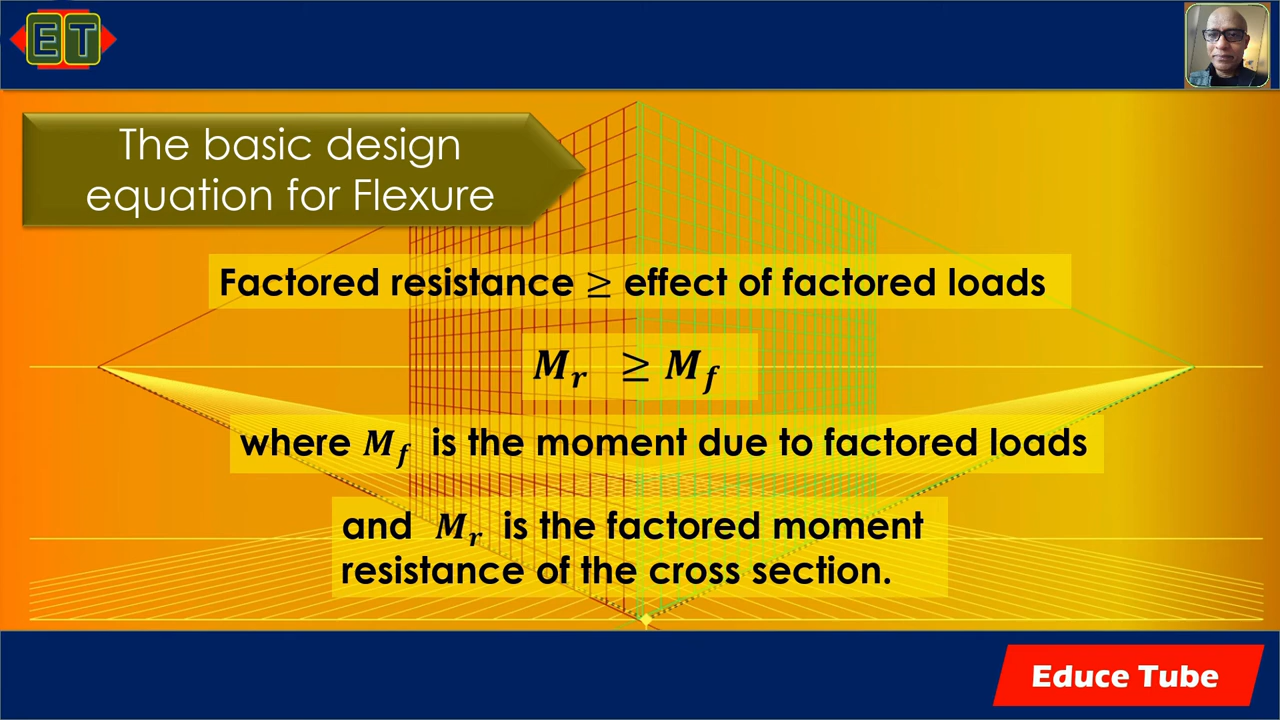 ET
The basic design
equation for Flexure
Factored resistance ≥ effect of factored loads
M_r ≥ M_f
where M_f is the moment due to factored loads
and M_r is the factored moment
resistance of the cross section.
Educe Tube